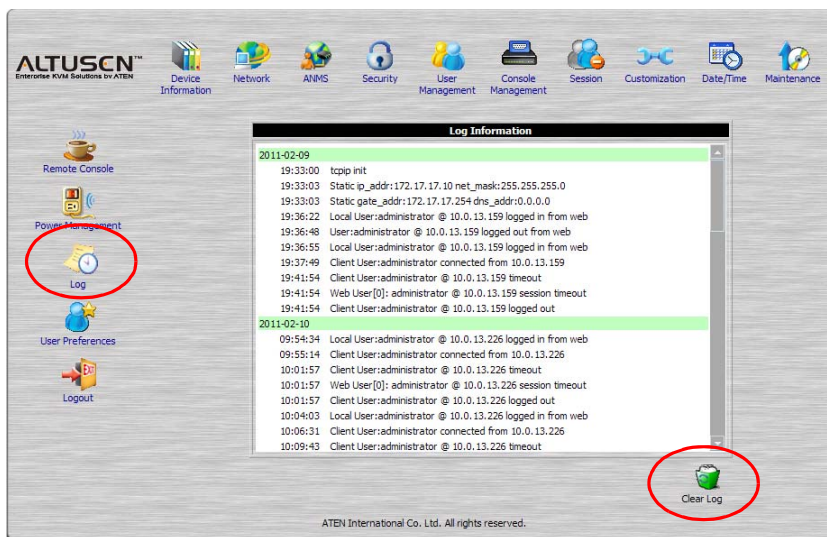 ALTUSEN™
Enterprise KVM Solutions by ATEN
Device Information
Network
ANMS
Security
User Management
Console Management
Session
Customization
Date/Time
Maintenance
Remote Console
Power Management
Log
User Preferences
EXIT
Logout
Log Information
2011-02-09
19:33:00 tcpip init
19:33:03 Static ip_addr:172.17.17.10 net_mask:255.255.255.0
19:33:03 Static gate_addr:172.17.17.254 dns_addr:0.0.0.0
19:36:22 Local User:administrator @ 10.0.13.159 logged in from web
19:36:48 User:administrator @ 10.0.13.159 logged out from web
19:36:55 Local User:administrator @ 10.0.13.159 logged in from web
19:37:49 Client User:administrator connected from 10.0.13.159
19:41:54 Client User:administrator @ 10.0.13.159 timeout
19:41:54 Web User[0]: administrator @ 10.0.13.159 session timeout
19:41:54 Client User:administrator @ 10.0.13.159 logged out
2011-02-10
09:54:34 Local User:administrator @ 10.0.13.226 logged in from web
09:55:14 Client User:administrator connected from 10.0.13.226
10:01:57 Client User:administrator @ 10.0.13.226 timeout
10:01:57 Web User[0]: administrator @ 10.0.13.226 session timeout
10:01:57 Client User:administrator @ 10.0.13.226 logged out
10:04:03 Local User:administrator @ 10.0.13.226 logged in from web
10:06:31 Client User:administrator connected from 10.0.13.226
10:09:43 Client User:administrator @ 10.0.13.226 timeout
Clear Log
ATEN International Co. Ltd. All rights reserved.